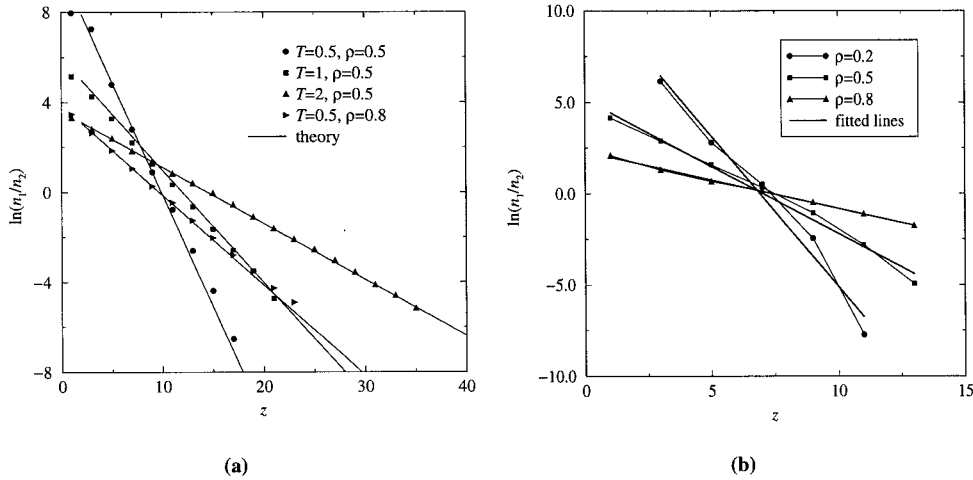 8
4
0
−4
−8
ln(n₁/n₂)
T=0.5, ρ=0.5
T=1, ρ=0.5
T=2, ρ=0.5
T=0.5, ρ=0.8
theory
0 10 20 30 40
z
(a)
10.0
5.0
0.0
−5.0
−10.0
ln(n₁/n₂)
ρ=0.2
ρ=0.5
ρ=0.8
fitted lines
0 5 10 15
z
(b)